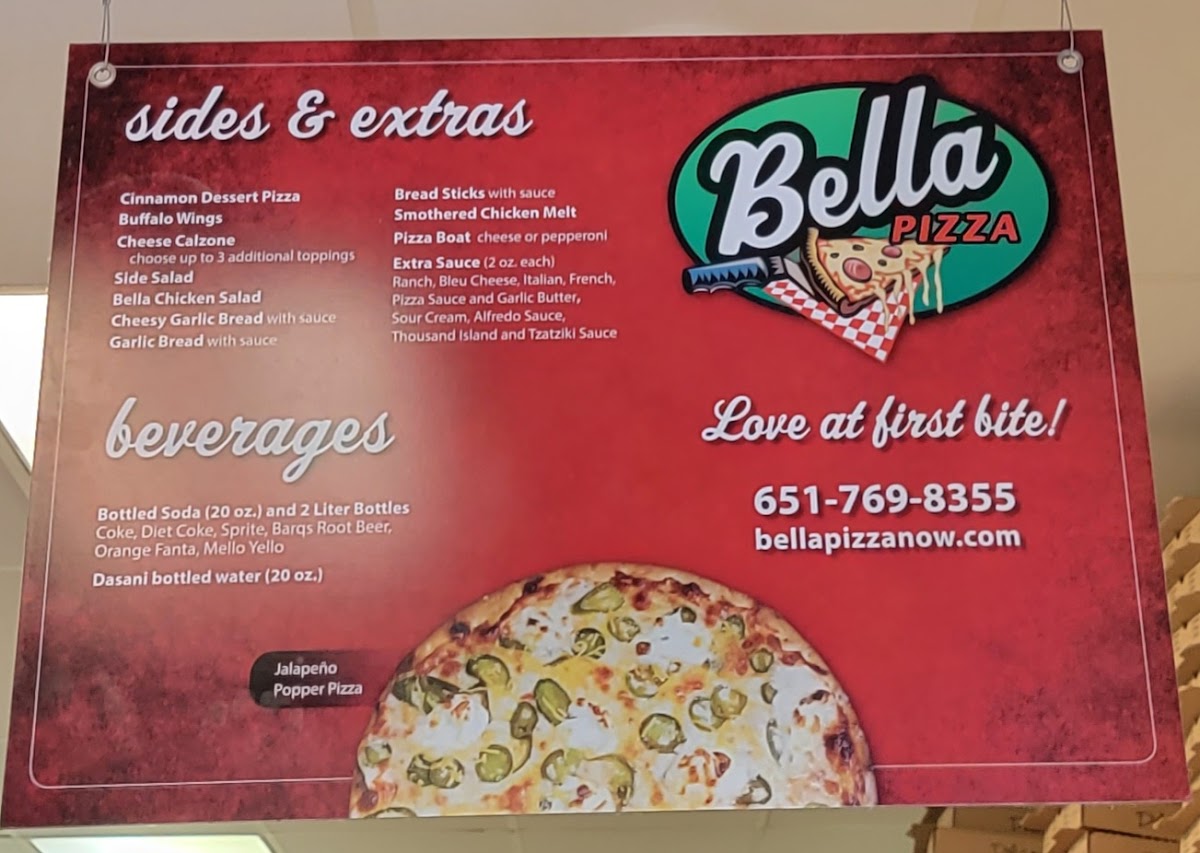 sides & extras
Cinnamon Dessert Pizza
Buffalo Wings
Cheese Calzone
choose up to 3 additional toppings
Side Salad
Bella Chicken Salad
Cheesy Garlic Bread with sauce
Garlic Bread with sauce
Bread Sticks with sauce
Smothered Chicken Melt
Pizza Boat cheese or pepperoni
Extra Sauce (2 oz. each)
Ranch, Bleu Cheese, Italian, French,
Pizza Sauce and Garlic Butter,
Sour Cream, Alfredo Sauce,
Thousand Island and Tzatziki Sauce
beverages
Bottled Soda (20 oz.) and 2 Liter Bottles
Coke, Diet Coke, Sprite, Barqs Root Beer,
Orange Fanta, Mello Yello
Dasani bottled water (20 oz.)
Jalapeño
Popper Pizza
Bella
PIZZA
Love at first bite!
651-769-8355
bellapizzanow.com